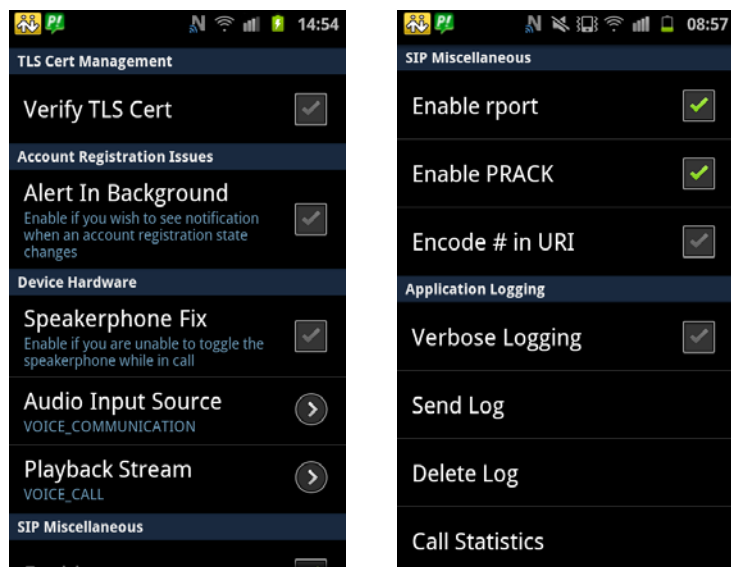 14:54
TLS Cert Management
Verify TLS Cert
Account Registration Issues
Alert In Background
Enable if you wish to see notification
when an account registration state
changes
Device Hardware
Speakerphone Fix
Enable if you are unable to toggle the
speakerphone while in call
Audio Input Source
VOICE_COMMUNICATION
Playback Stream
VOICE_CALL
SIP Miscellaneous
08:57
SIP Miscellaneous
Enable rport
Enable PRACK
Encode # in URI
Application Logging
Verbose Logging
Send Log
Delete Log
Call Statistics